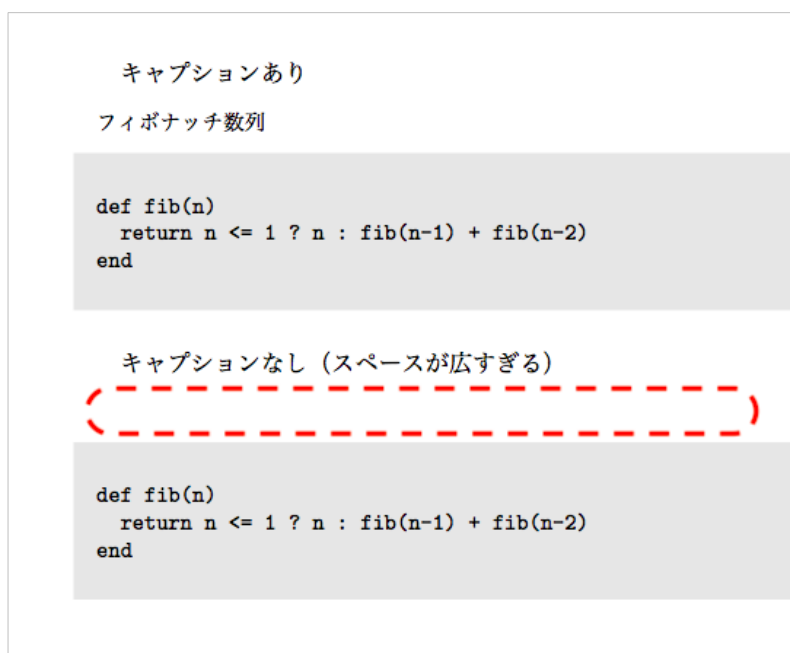 キャプションあり
フィボナッチ数列
def fib(n)
  return n <= 1 ? n : fib(n-1) + fib(n-2)
end
キャプションなし（スペースが広すぎる）
def fib(n)
  return n <= 1 ? n : fib(n-1) + fib(n-2)
end